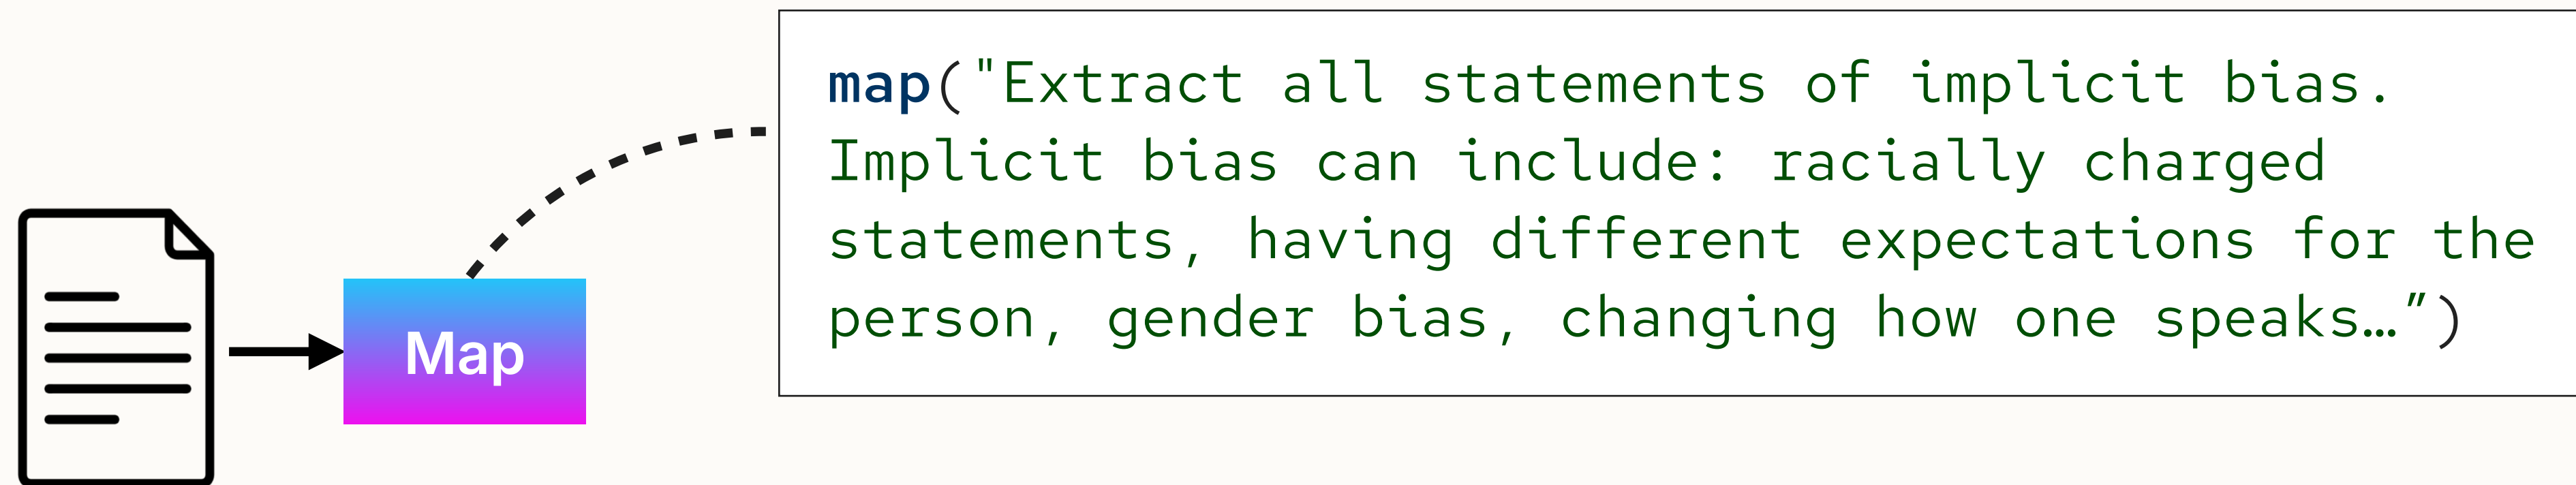 map("Extract all statements of implicit bias.
Implicit bias can include: racially charged
statements, having different expectations for the
person, gender bias, changing how one speaks…”)
Map